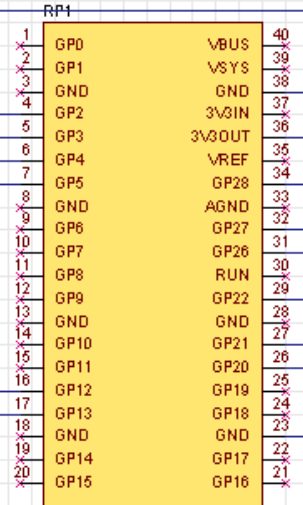 RP1
1 GP0 VBUS 40
2 GP1 VSYS 39
3 GND GND 38
4 GP2 3V3IN 37
5 GP3 3V3OUT 36
6 GP4 VREF 35
7 GP5 GP28 34
8 GND AGND 33
9 GP6 GP27 32
10 GP7 GP26 31
11 GP8 RUN 30
12 GP9 GP22 29
13 GND GND 28
14 GP10 GP21 27
15 GP11 GP20 26
16 GP12 GP19 25
17 GP13 GP18 24
18 GND GND 23
19 GP14 GP17 22
20 GP15 GP16 21